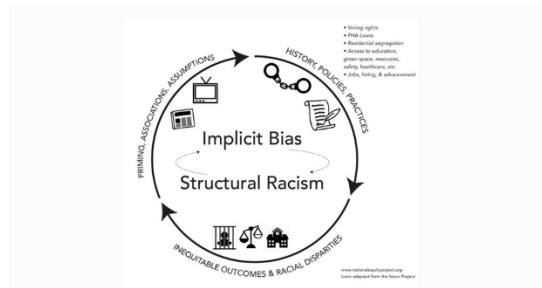 • Voting rights
• FHA Loans
• Residential segregation
• Access to education,
green space, resources,
safety, healthcare, etc
• Jobs, hiring, & advancement
HISTORY, POLICIES, PRACTICES
PRIMING, ASSOCIATIONS, ASSUMPTIONS
Implicit Bias
Structural Racism
INEQUITABLE OUTCOMES & RACIAL DISPARITIES
www.nationalequityproject.org
Icons adapted from the Noun Project